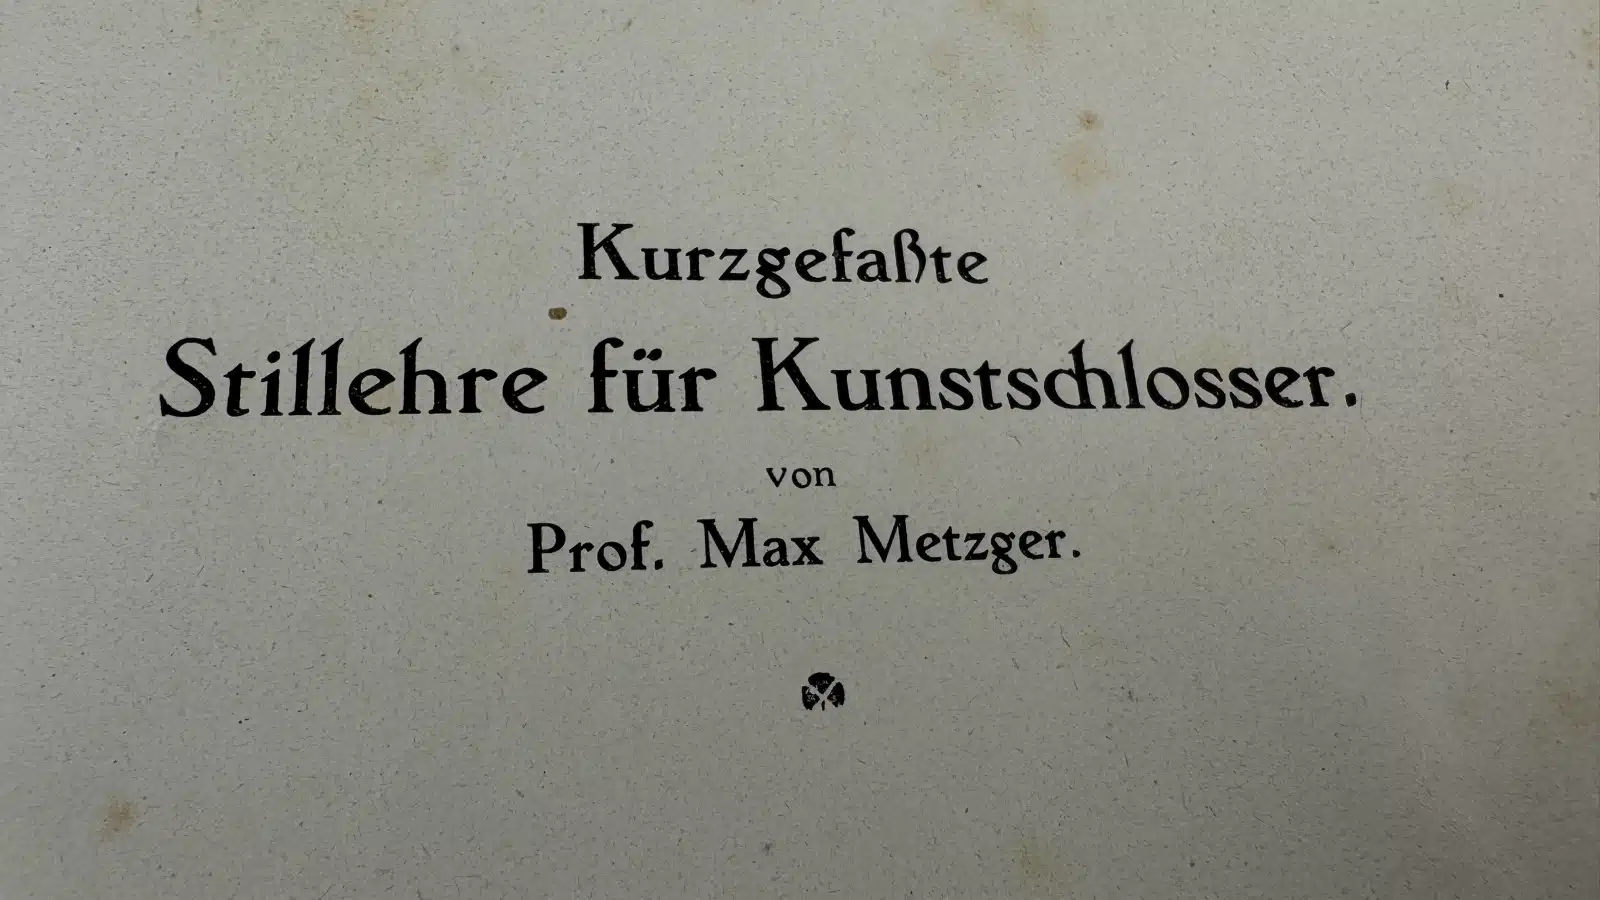 Kurzgefaßte
Stillehre für Kunstschlosser.
von
Prof. Max Metzger.